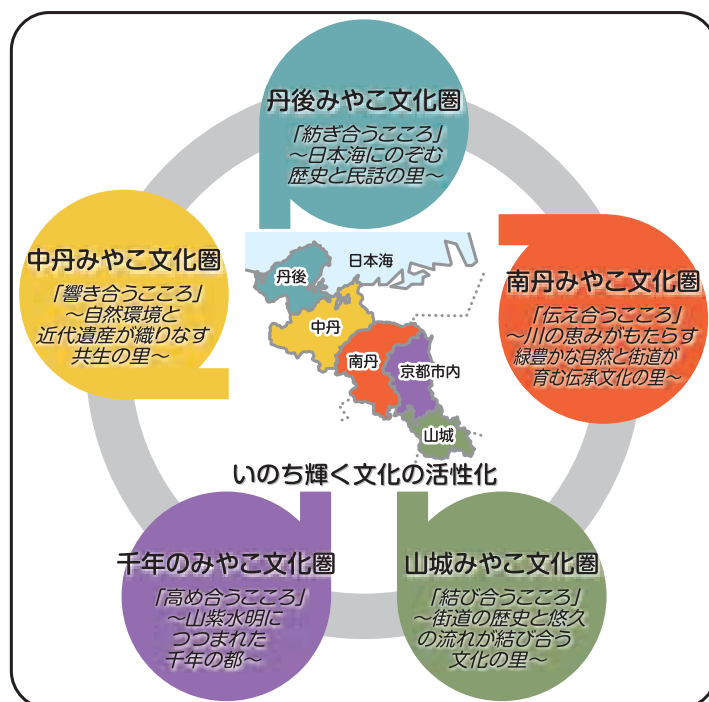 丹後みやこ文化圏
「紡ぎ合うこころ」
～日本海にのぞむ
歴史と民話の里～
中丹みやこ文化圏
「響き合うこころ」
～自然環境と
近代遺産が織りなす
共生の里～
南丹みやこ文化圏
「伝え合うこころ」
～川の恵みがもたらす
緑豊かな自然と街道が
育む伝承文化の里～
日本海
丹後
中丹
南丹
京都市内
山城
いのち輝く文化の活性化
千年のみやこ文化圏
「高め合うこころ」
～山紫水明に
つつまれた
千年の都～
山城みやこ文化圏
「結び合うこころ」
～街道の歴史と悠久
の流れが結び合う
文化の里～